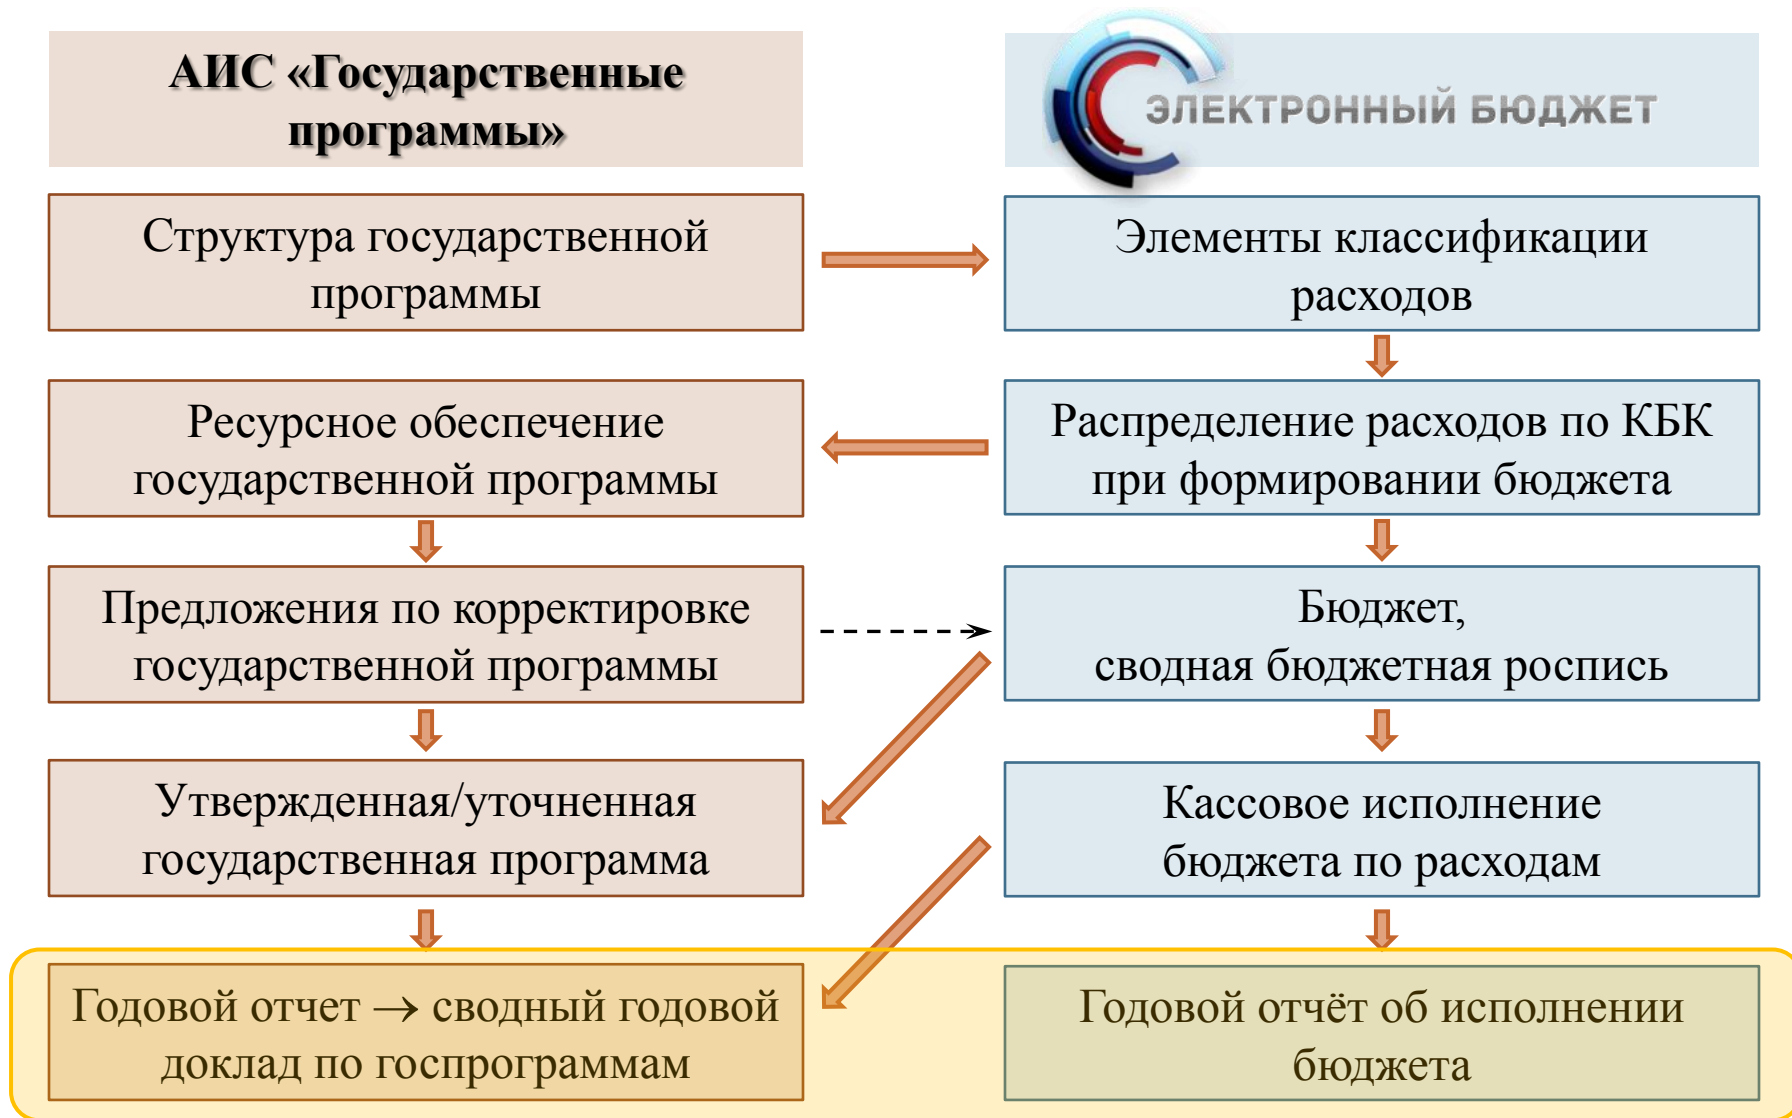 АИС «Государственные
программы»
ЭЛЕКТРОННЫЙ БЮДЖЕТ
Структура государственной
программы
Элементы классификации
расходов
Ресурсное обеспечение
государственной программы
Распределение расходов по КБК
при формировании бюджета
Предложения по корректировке
государственной программы
Бюджет,
сводная бюджетная роспись
Утвержденная/уточненная
государственная программа
Кассовое исполнение
бюджета по расходам
Годовой отчет → сводный годовой
доклад по госпрограммам
Годовой отчёт об исполнении
бюджета